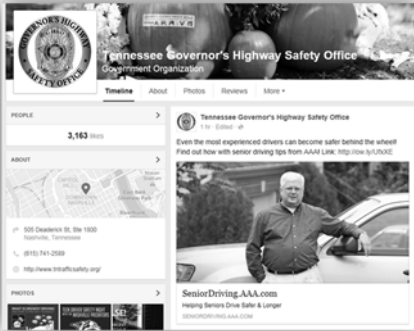 GOVERNOR'S HIGHWAY
SAFETY OFFICE
Tennessee Governor's Highway Safety Office
Government Organization
Timeline About Photos Reviews More
PEOPLE
3,163 likes
ABOUT
505 Deaderick St, Ste 1800
Nashville, Tennessee
(615) 741-2589
http://www.tntrafficsafety.org/
PHOTOS
Tennessee Governor's Highway Safety Office
1 hr · Edited
Even the most experienced drivers can become safer behind the wheel!
Find out how with senior driving tips from AAA! Link: http://ow.ly/UfxXE
SeniorDriving.AAA.com
Helping Seniors Drive Safer & Longer
SENIORDRIVING.AAA.COM